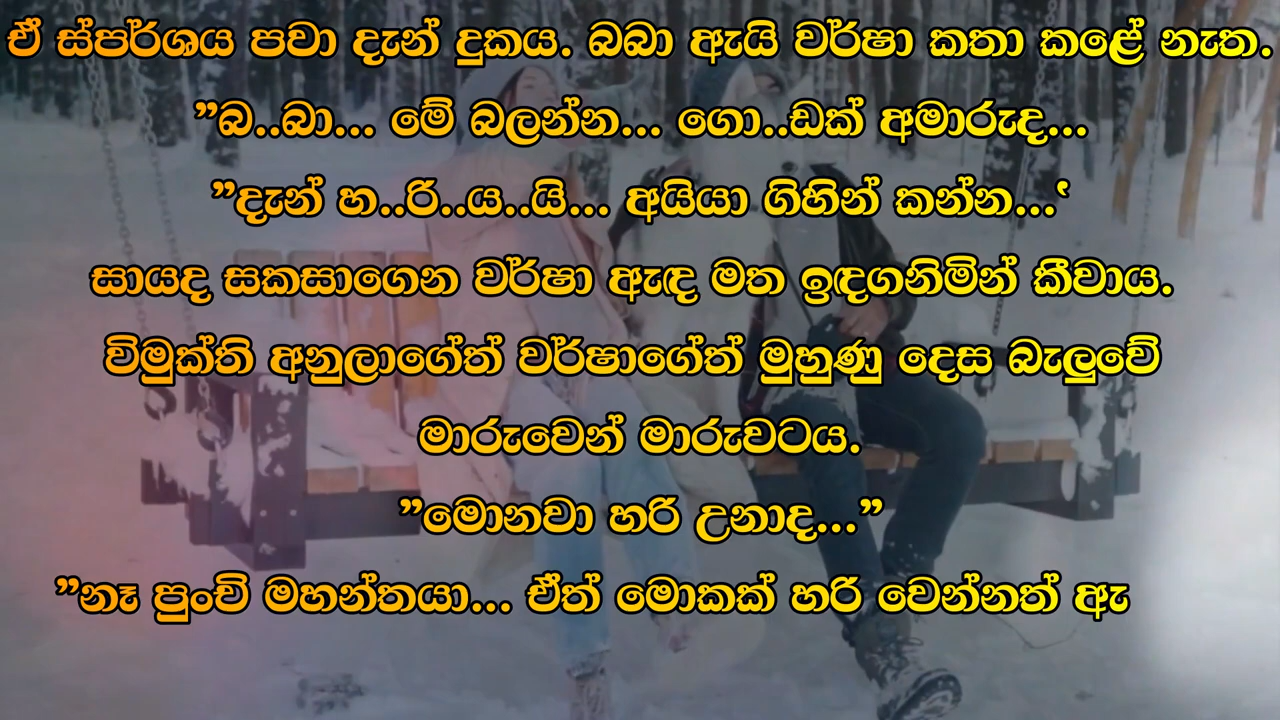 ඒ ස්පර්ශය පවා දැන් දුකය. බබා ඇයි වර්ෂා කතා කළේ නැත.
”බ..බා... මේ බලන්න... ගො..ඩක් අමාරුද...
”දැන් හ..රි..ය..යි... අයියා ගිහින් කන්න...‛
සායද සකසාගෙන වර්ෂා ඇඳ මත ඉඳගනිමින් කීවාය.
විමුක්ති අනුලාගේත් වර්ෂාගේත් මුහුණු දෙස බැලුවේ
මාරුවෙන් මාරුවටය.
”මොනවා හරි උනාද...”
”නෑ පුංචි මහන්තයා... ඒත් මොකක් හරි වෙන්නත් ඇ